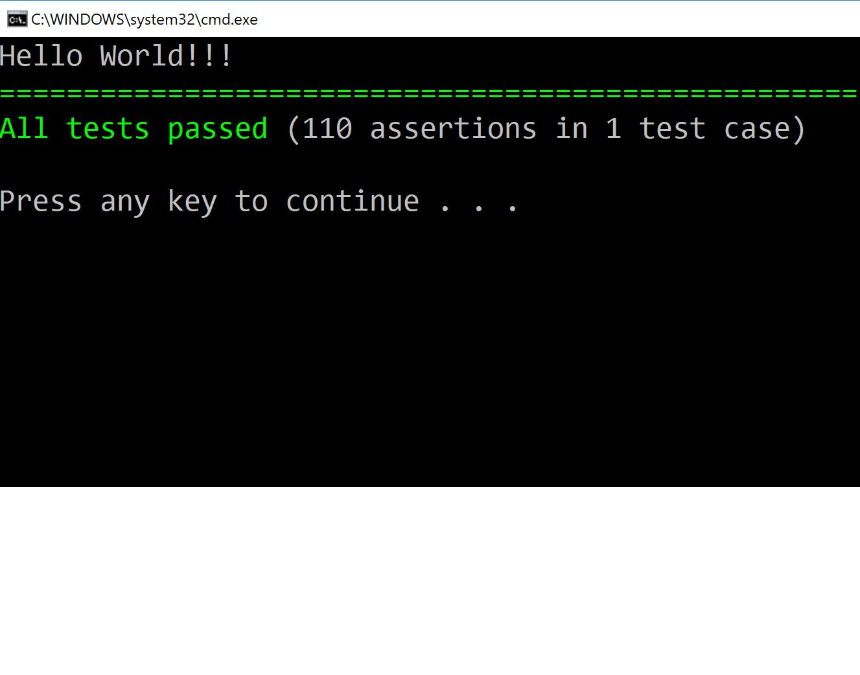 C:\WINDOWS\system32\cmd.exe
Hello World!!!
===================================================
All tests passed (110 assertions in 1 test case)
Press any key to continue . . .